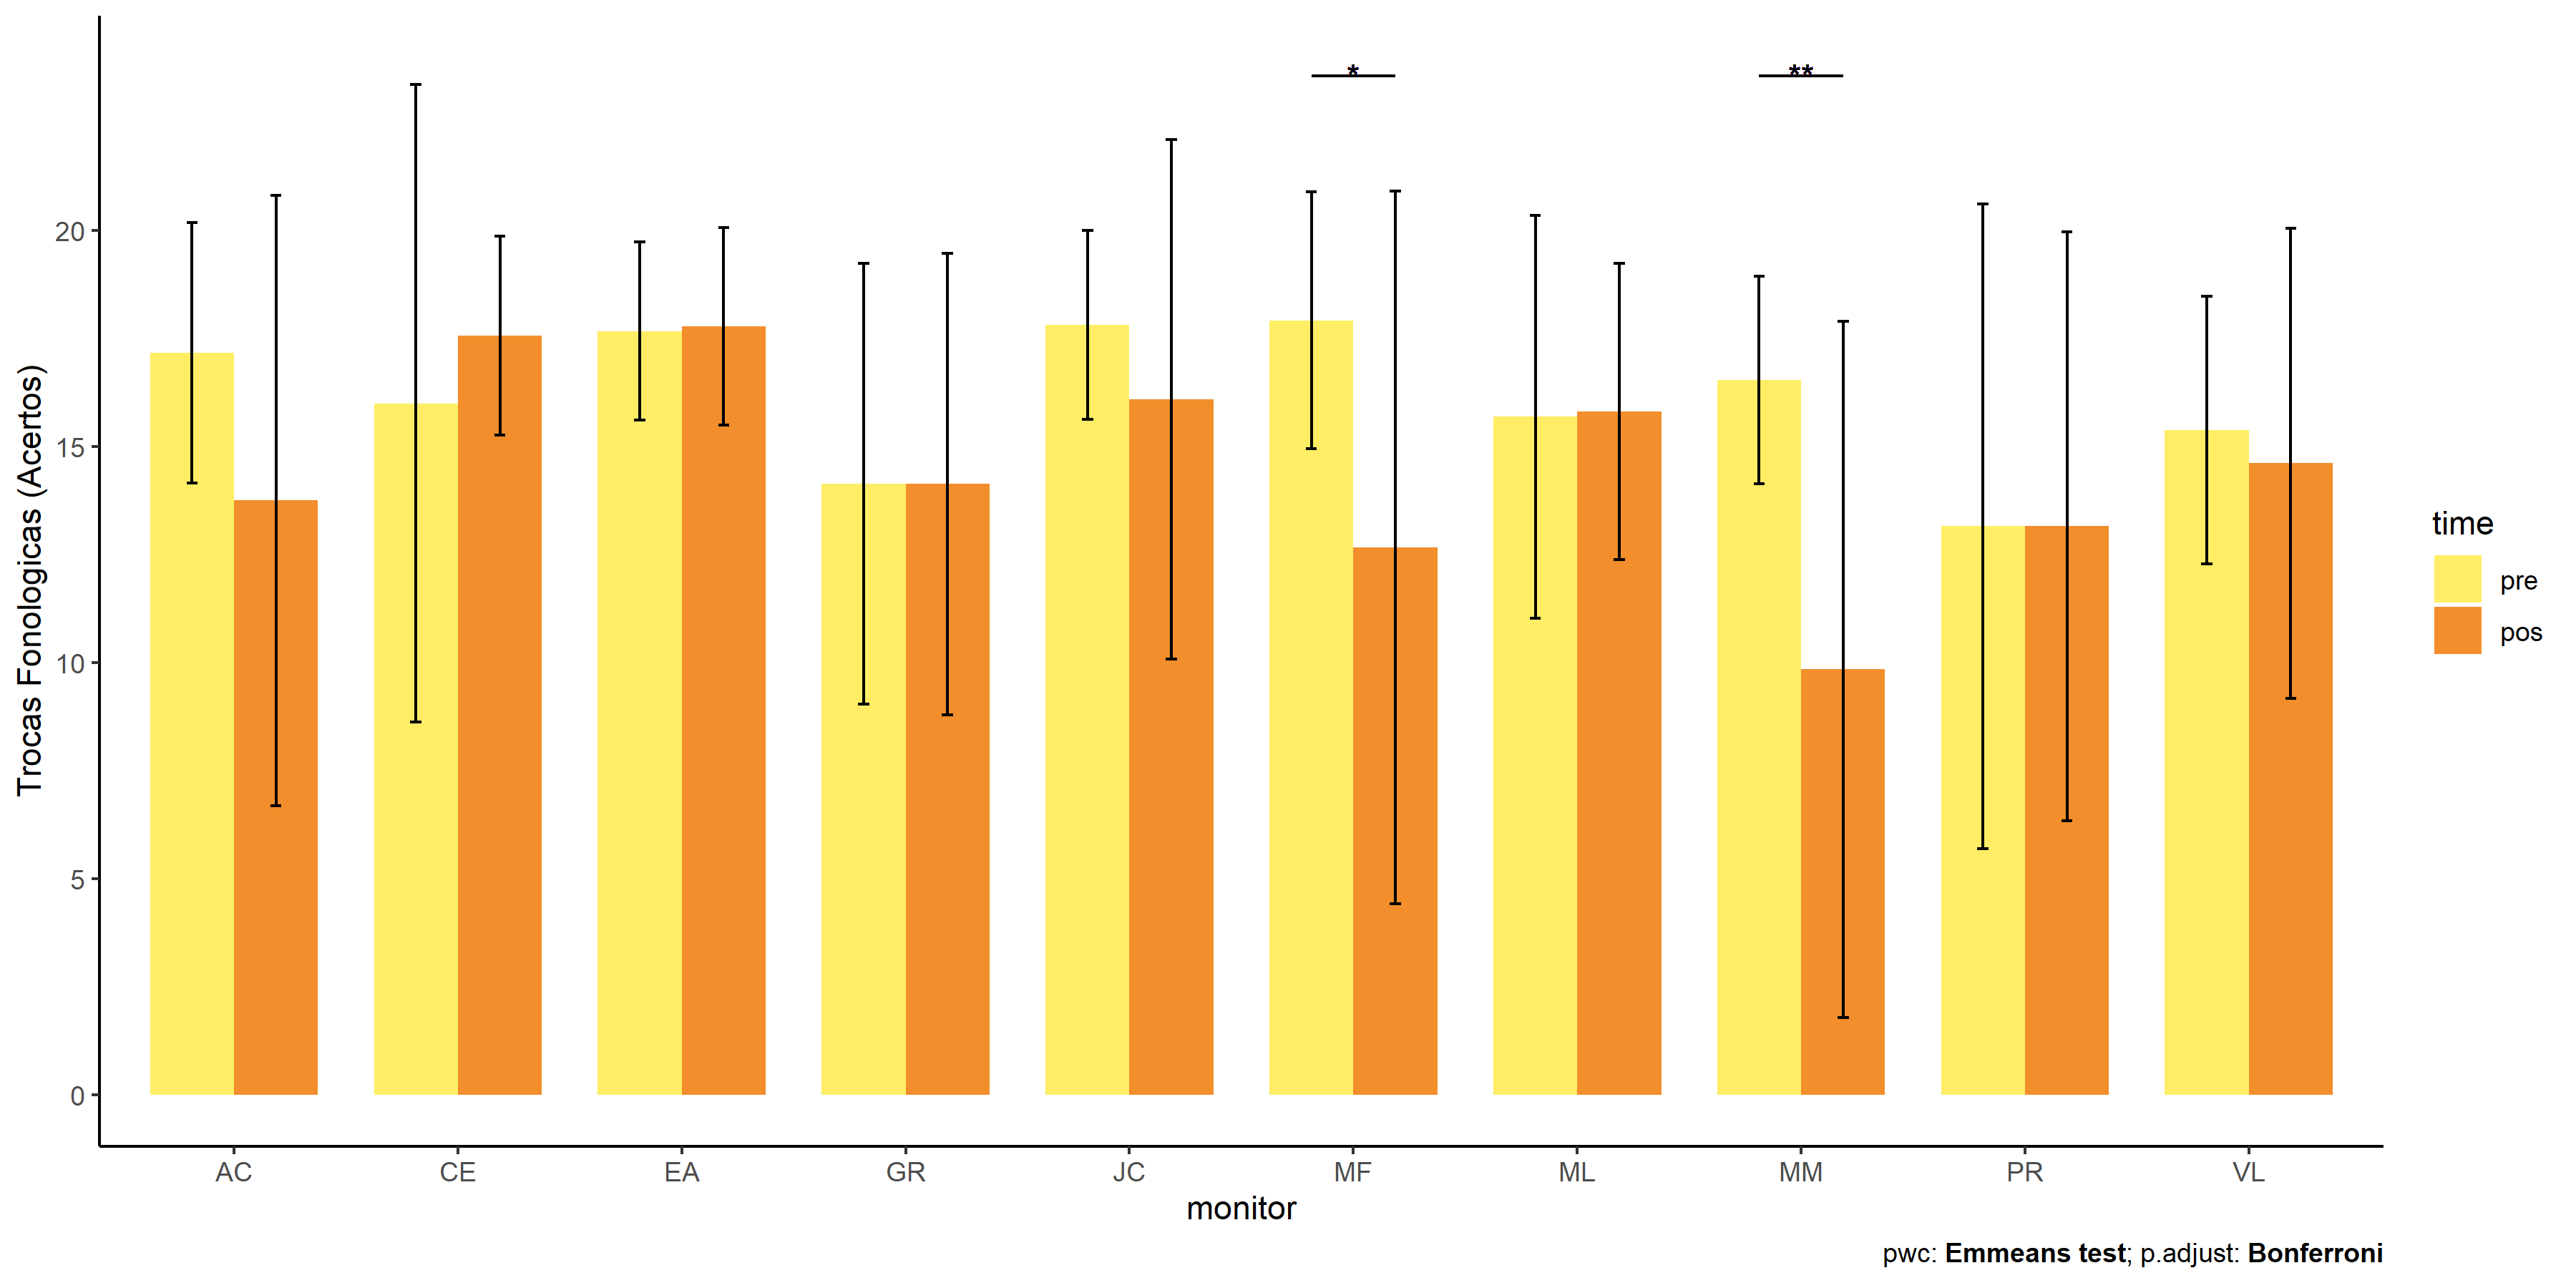 * **
Trocas Fonologicas (Acertos)
20
15
10
5
0
AC CE EA GR JC MF ML MM PR VL
monitor
time
pre
pos
pwc: Emmeans test; p.adjust: Bonferroni